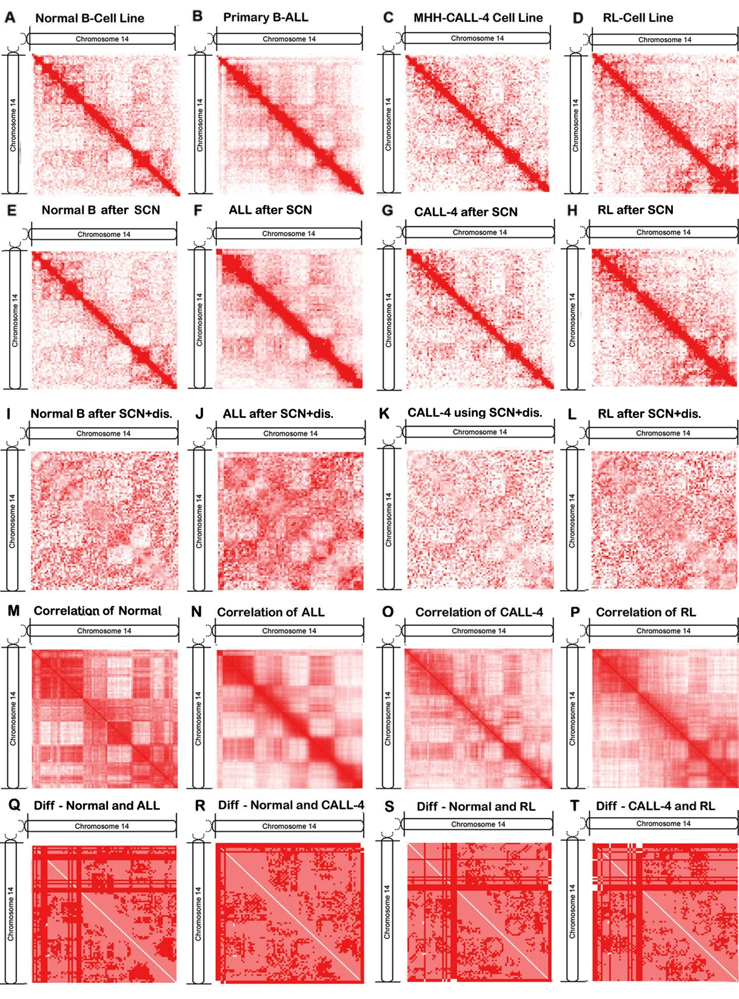 A Normal B-Cell Line
B Primary B-ALL
C MHH-CALL-4 Cell Line
D RL-Cell Line
Chromosome 14
Chromosome 14
Chromosome 14
Chromosome 14
Chromosome 14
Chromosome 14
Chromosome 14
Chromosome 14
E Normal B after SCN
F ALL after SCN
G CALL-4 after SCN
H RL after SCN
Chromosome 14
Chromosome 14
Chromosome 14
Chromosome 14
Chromosome 14
Chromosome 14
Chromosome 14
Chromosome 14
I Normal B after SCN+dis.
J ALL after SCN+dis.
K CALL-4 using SCN+dis.
L RL after SCN+dis.
Chromosome 14
Chromosome 14
Chromosome 14
Chromosome 14
Chromosome 14
Chromosome 14
Chromosome 14
Chromosome 14
M Correlation of Normal
N Correlation of ALL
O Correlation of CALL-4
P Correlation of RL
Chromosome 14
Chromosome 14
Chromosome 14
Chromosome 14
Chromosome 14
Chromosome 14
Chromosome 14
Chromosome 14
Q Diff - Normal and ALL
R Diff - Normal and CALL-4
S Diff - Normal and RL
T Diff - CALL-4 and RL
Chromosome 14
Chromosome 14
Chromosome 14
Chromosome 14
Chromosome 14
Chromosome 14
Chromosome 14
Chromosome 14